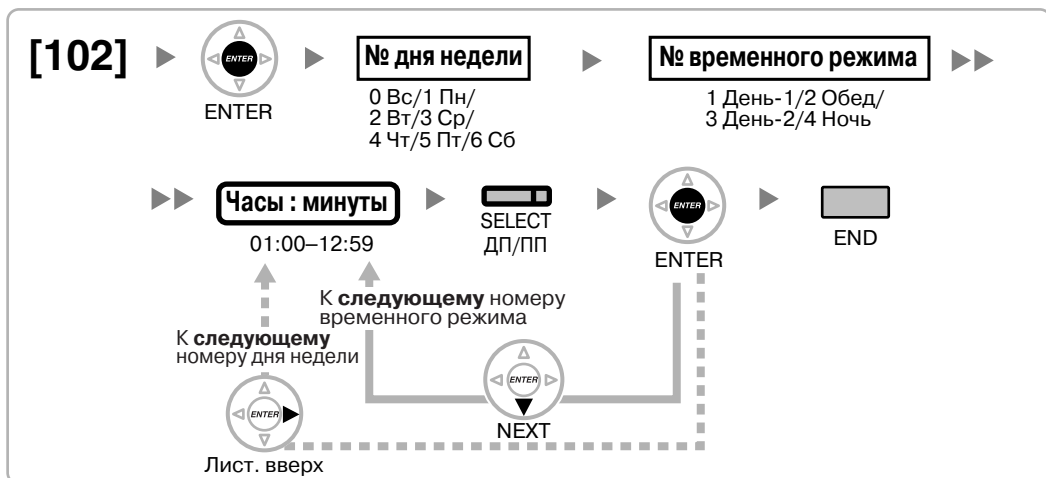 [102]
ENTER
ENTER
№ дня недели
0 Вс/1 Пн/
2 Вт/3 Ср/
4 Чт/5 Пт/6 Сб
№ временного режима
1 День-1/2 Обед/
3 День-2/4 Ночь
Часы : минуты
01:00–12:59
SELECT
ДП/ПП
ENTER
ENTER
END
К следующему номеру
временного режима
К следующему
номеру дня недели
ENTER
NEXT
ENTER
Лист. вверх